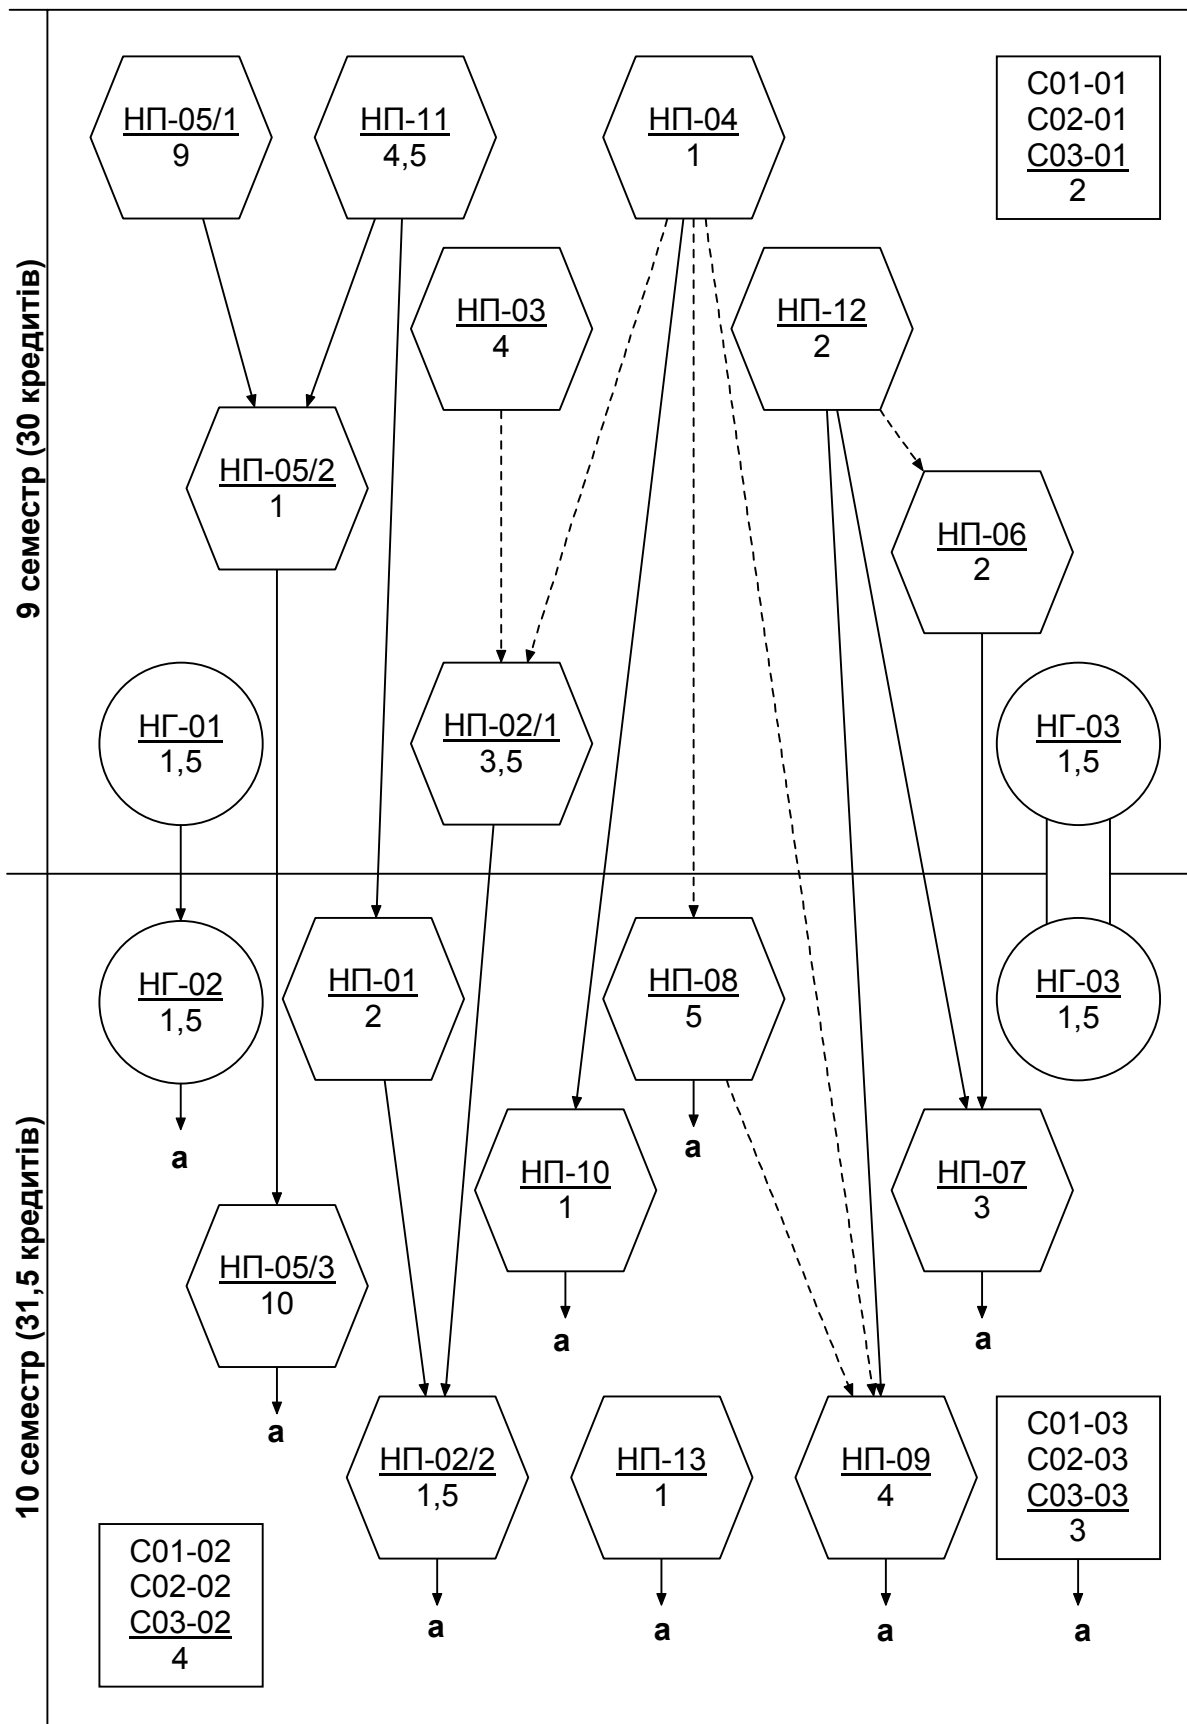 9 семестр (30 кредитів)
НП-05/1
9
НП-11
4,5
НП-04
1
С01-01
С02-01
С03-01
2
НП-03
4
НП-12
2
НП-05/2
1
НП-06
2
НГ-01
1,5
НП-02/1
3,5
НГ-03
1,5
10 семестр (31,5 кредитів)
НГ-02
1,5
НП-01
2
НП-08
5
НГ-03
1,5
а
а
НП-10
1
НП-07
3
НП-05/3
10
а
а
а
НП-02/2
1,5
НП-13
1
НП-09
4
С01-03
С02-03
С03-03
3
С01-02
С02-02
С03-02
4
а
а
а
а